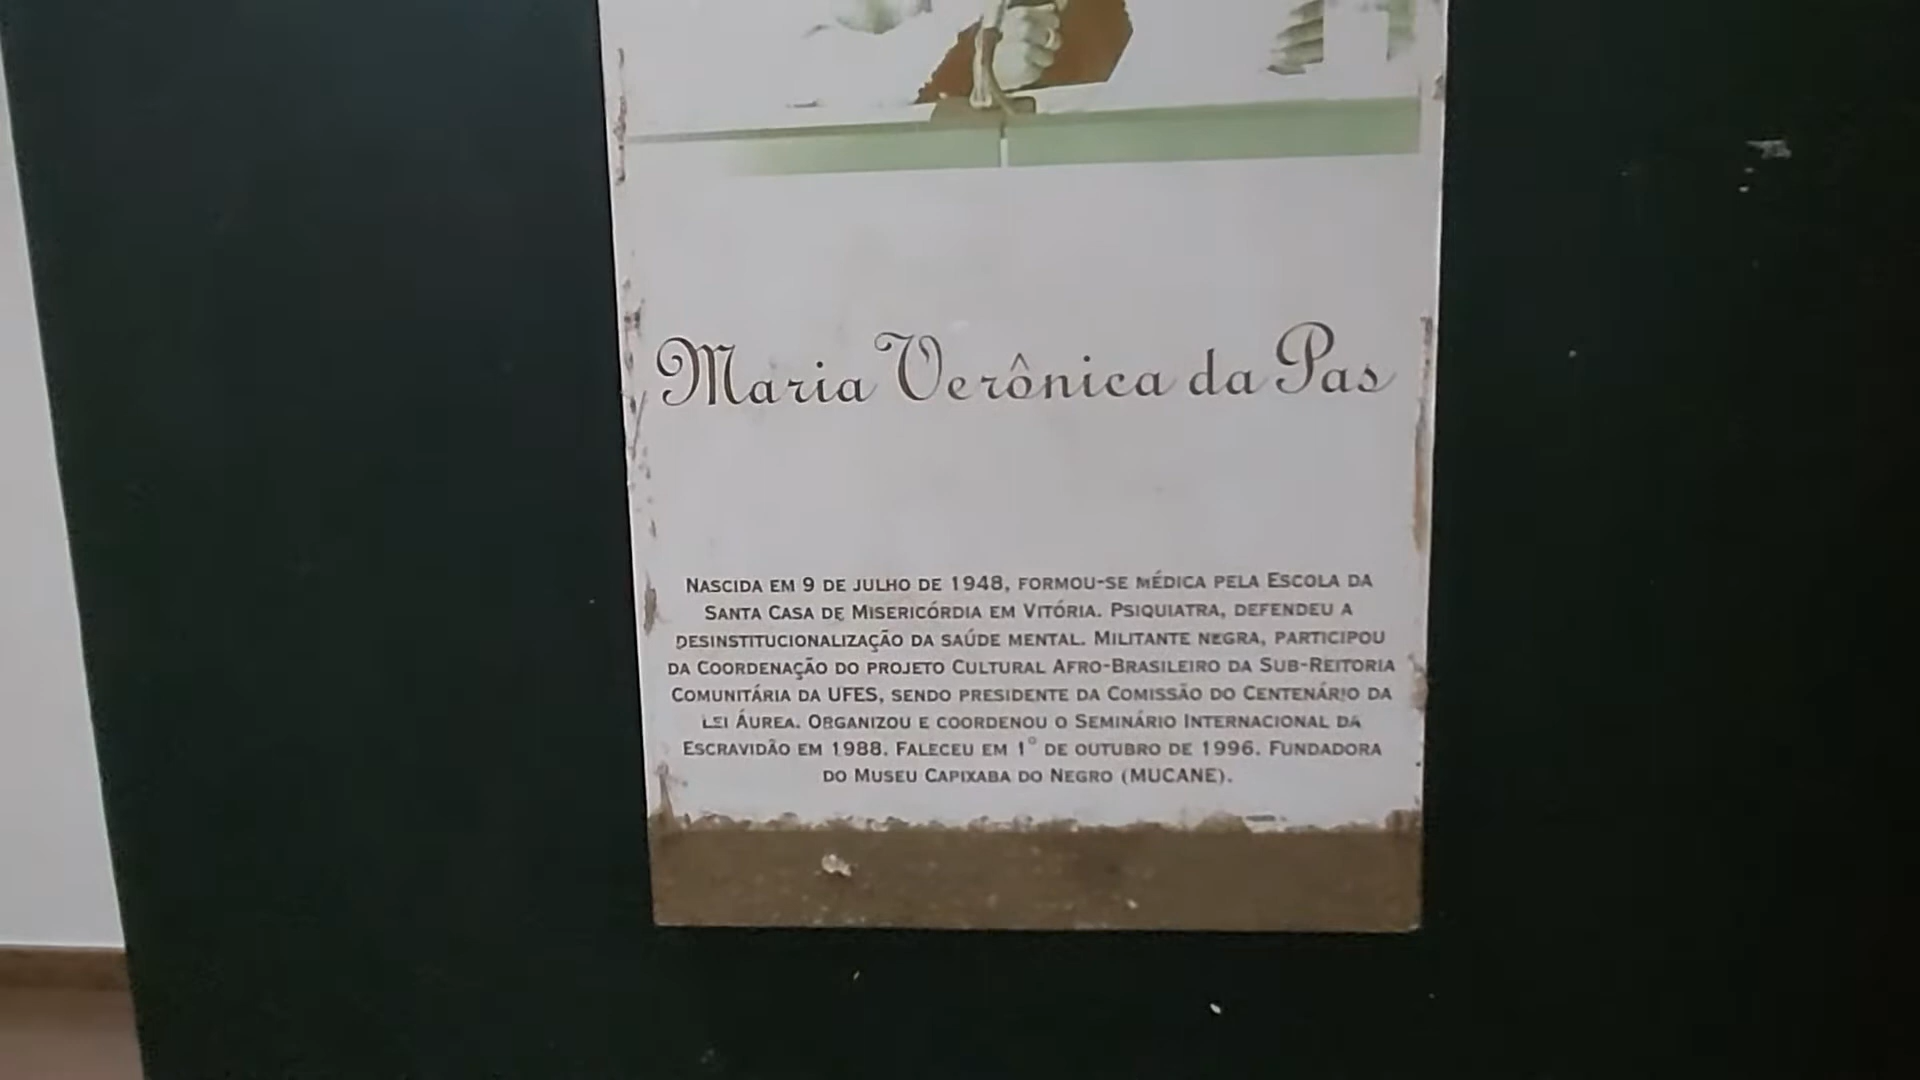 Maria Verônica da Pas
NASCIDA EM 9 DE JULHO DE 1948, FORMOU-SE MÉDICA PELA ESCOLA DA
SANTA CASA DE MISERICÓRDIA EM VITÓRIA. PSIQUIATRA, DEFENDEU A
DESINSTITUCIONALIZAÇÃO DA SAÚDE MENTAL. MILITANTE NEGRA, PARTICIPOU
DA COORDENAÇÃO DO PROJETO CULTURAL AFRO-BRASILEIRO DA SUB-REITORIA
COMUNITÁRIA DA UFES, SENDO PRESIDENTE DA COMISSÃO DO CENTENÁRIO DA
LEI ÁUREA. ORGANIZOU E COORDENOU O SEMINÁRIO INTERNACIONAL DA
ESCRAVIDÃO EM 1988. FALECEU EM 1° DE OUTUBRO DE 1996. FUNDADORA
DO MUSEU CAPIXABA DO NEGRO (MUCANE).